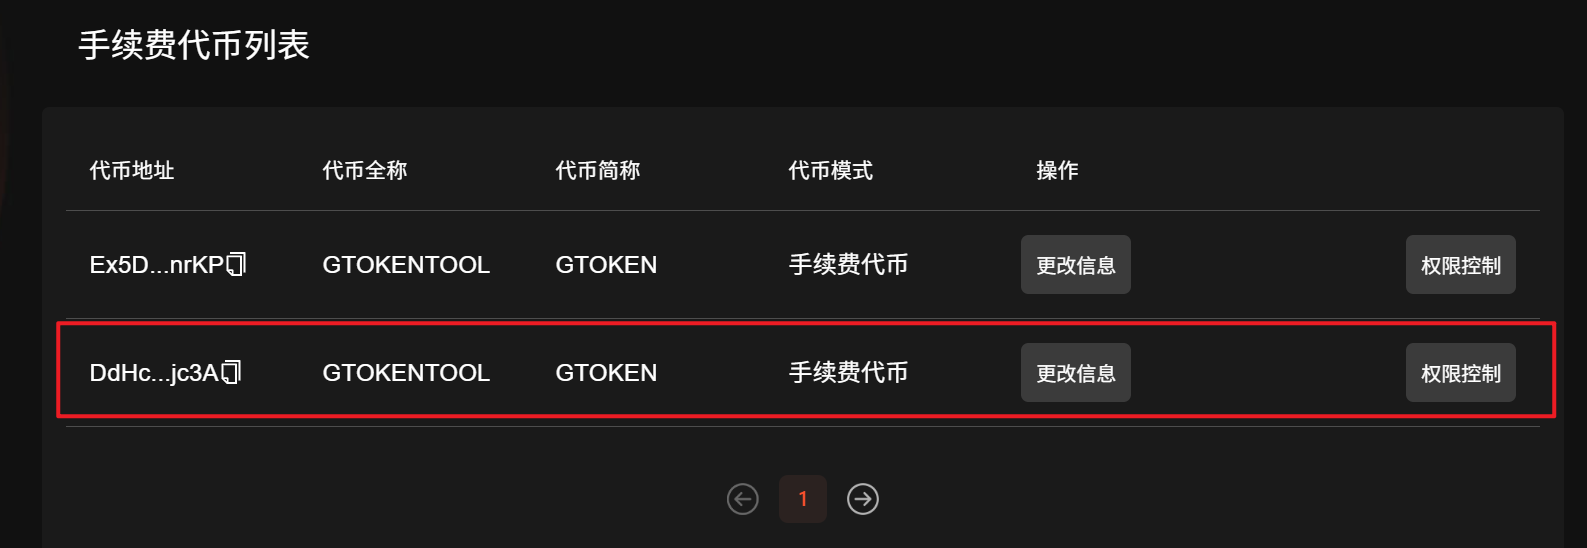 手续费代币列表
代币地址 代币全称 代币简称 代币模式 操作
Ex5D...nrKP GTOKENTOOL GTOKEN 手续费代币 更改信息 权限控制
DdHc...jc3A GTOKENTOOL GTOKEN 手续费代币 更改信息 权限控制
1